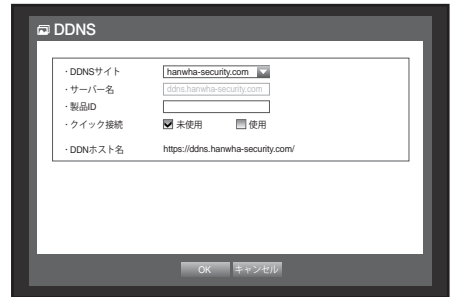 DDNS
・DDNSサイト hanwha-security.com
・サーバー名 ddns.hanwha-security.com
・製品ID
・クイック接続 未使用 使用
・DDNホスト名 https://ddns.hanwha-security.com/
OK キャンセル